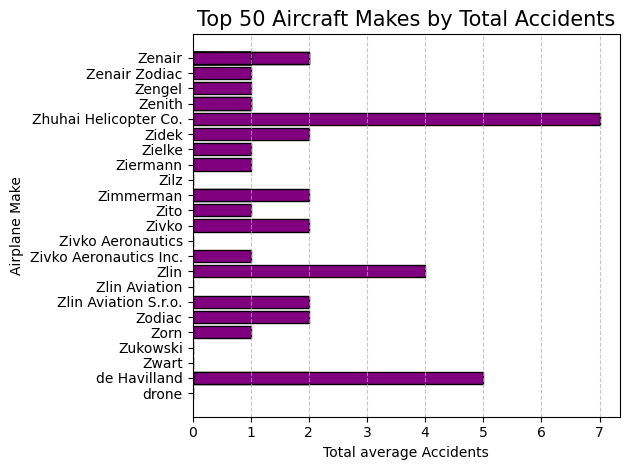 Top 50 Aircraft Makes by Total Accidents
Airplane Make
Zenair
Zenair Zodiac
Zengel
Zenith
Zhuhai Helicopter Co.
Zidek
Zielke
Ziermann
Zilz
Zimmerman
Zito
Zivko
Zivko Aeronautics
Zivko Aeronautics Inc.
Zlin
Zlin Aviation
Zlin Aviation S.r.o.
Zodiac
Zorn
Zukowski
Zwart
de Havilland
drone
0 1 2 3 4 5 6 7
Total average Accidents